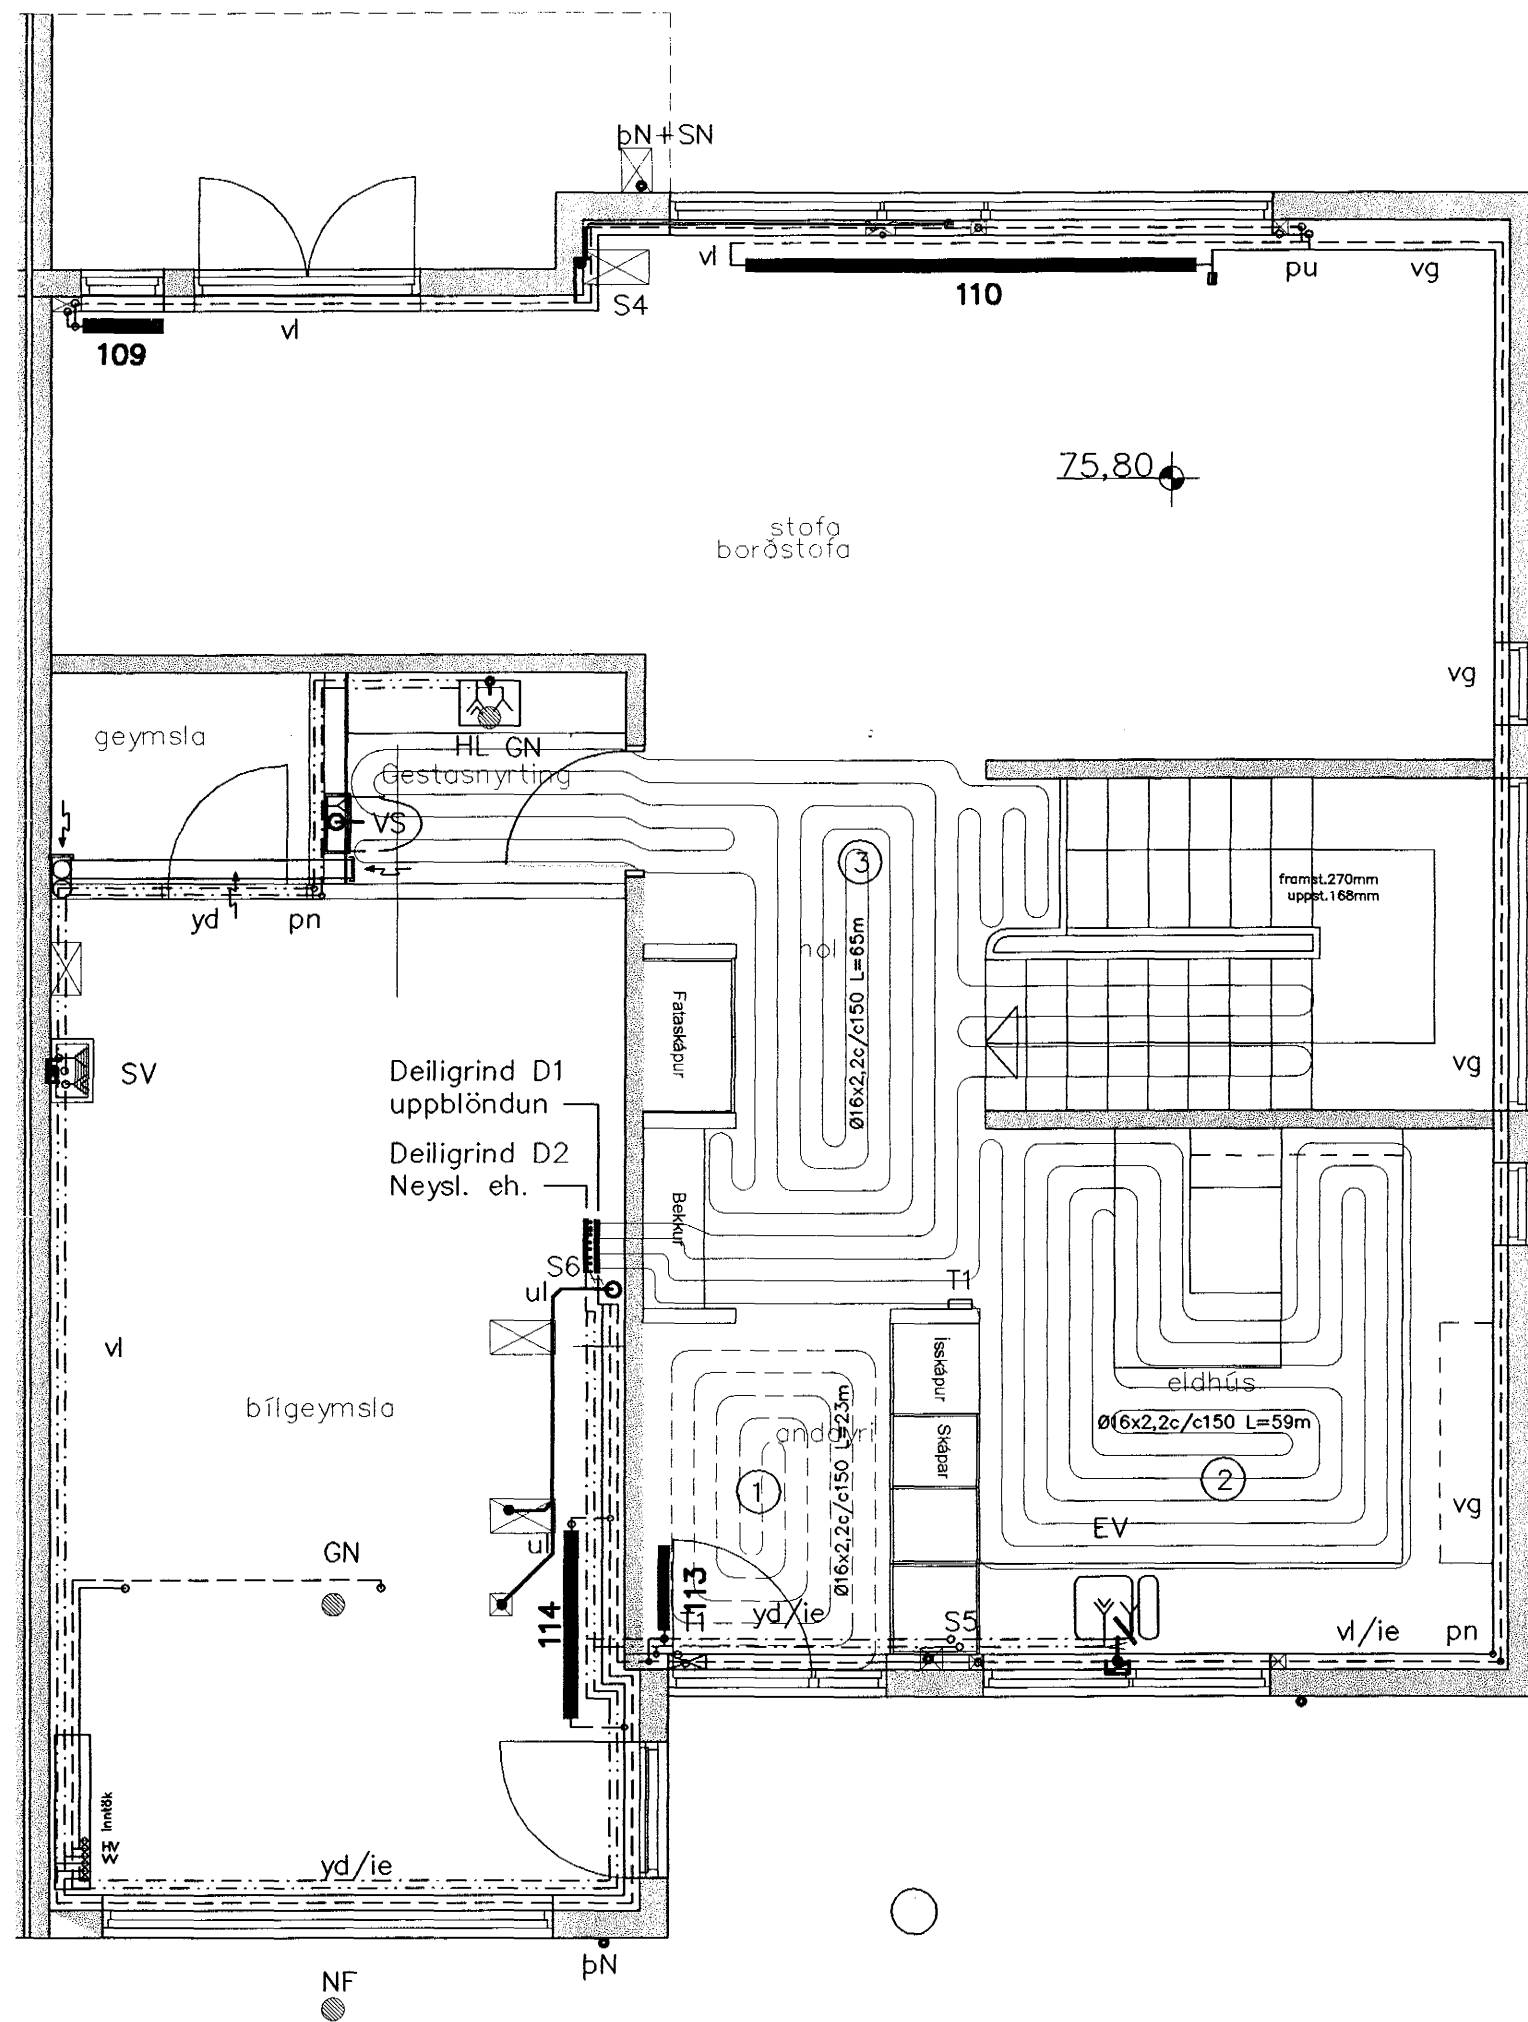 þN+SN
vl
110
pu
vg
S4
109
vl
75,80
stofa
borðstofa
vg
geymsla
HL GN
Gestasnyrting
VS
3
framst.270mm
uppst.168mm
yd
pn
hol
Ø16x2,2c/c150 L=65m
Fataskápur
SV
Deiligrind D1
uppblöndun
vg
Deiligrind D2
Neysl. eh.
Bekkur
S6
ul
T1
vl
ísskápur
eldhús
Ø16x2,2c/c150 L=59m
bílgeymsla
andyri
Ø16x2,2c/c150 L=23m
Skápar
1
2
vg
EV
ul
GN
114
113
T1
yd/ie
S5
vl/ie
pn
Inntök
yd/ie
þN
NF